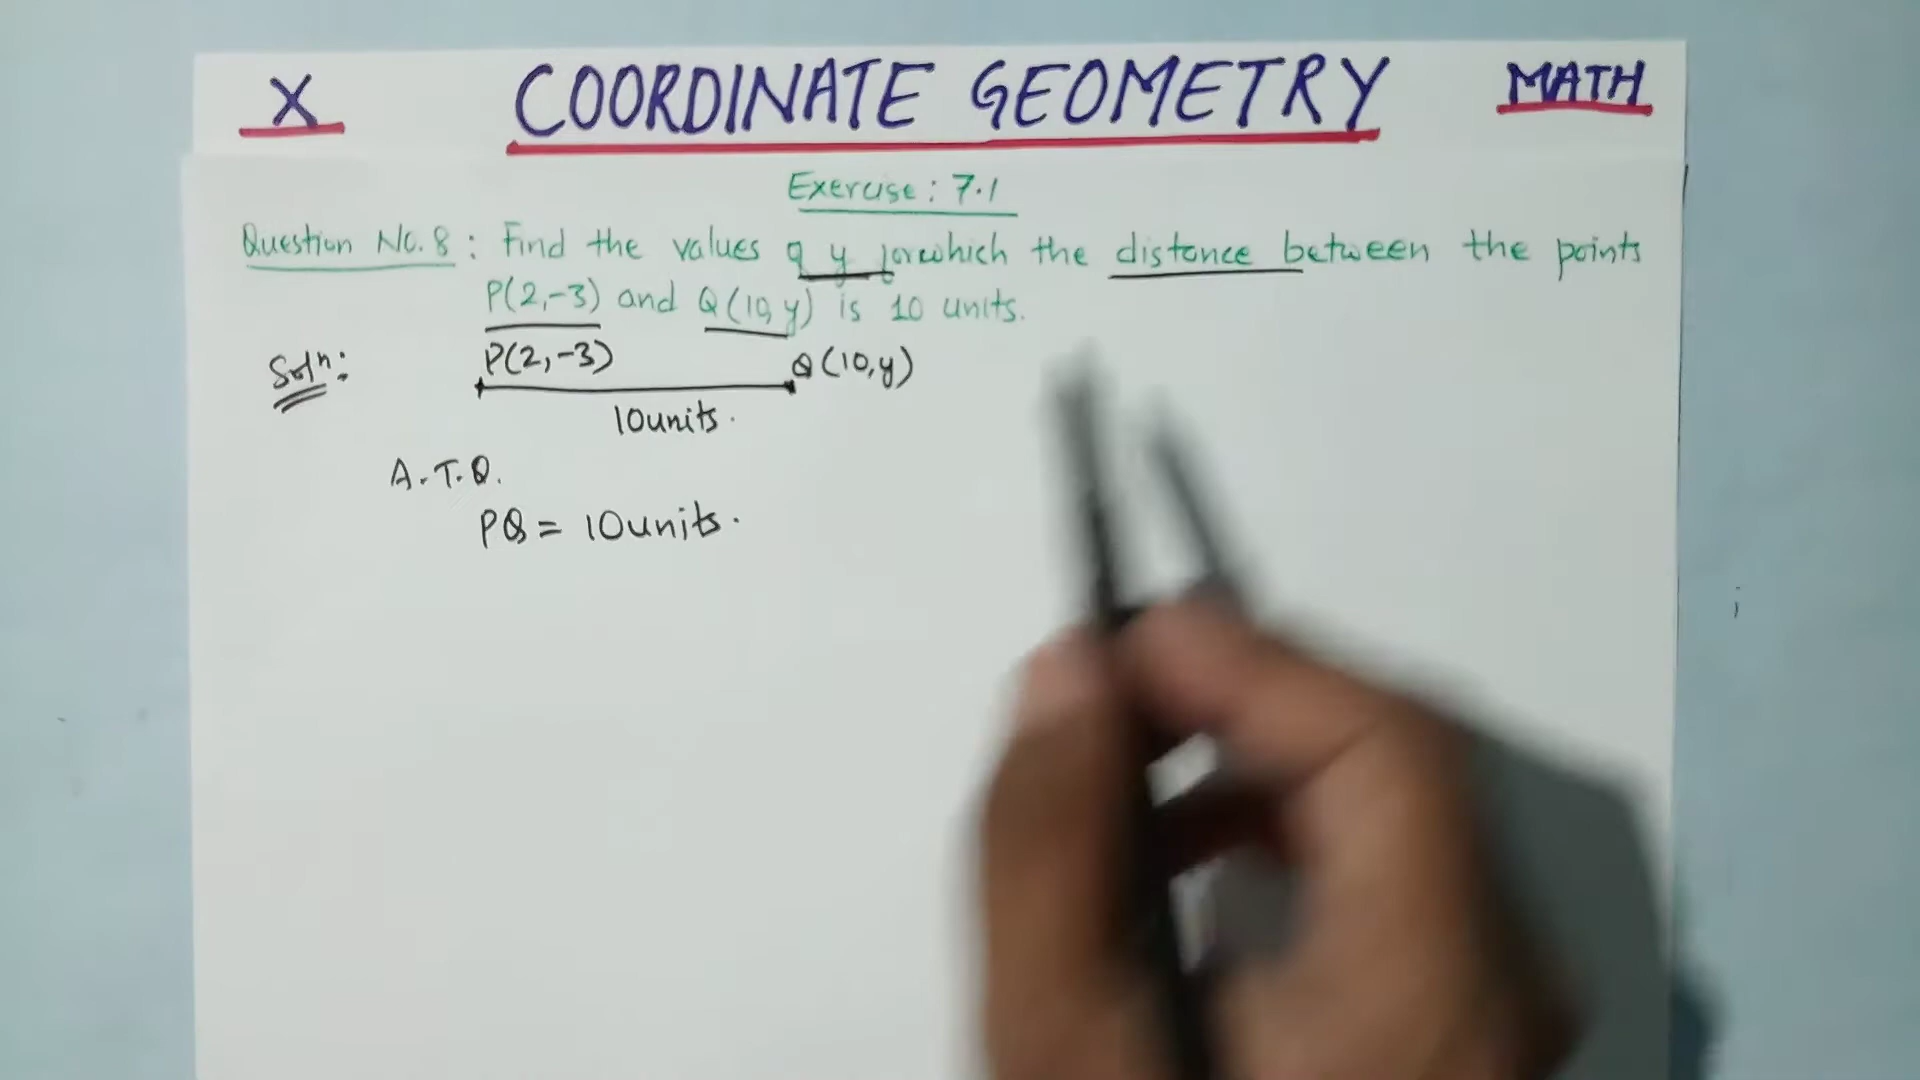 X COORDINATE GEOMETRY MATH
Exercise: 7.1
Question No. 8: Find the values of y for which the distance between the points
P(2,-3) and Q(10,y) is 10 units.
Solⁿ: P(2,-3) Q(10,y)
10units.
A.T.Q.
PQ = 10units.